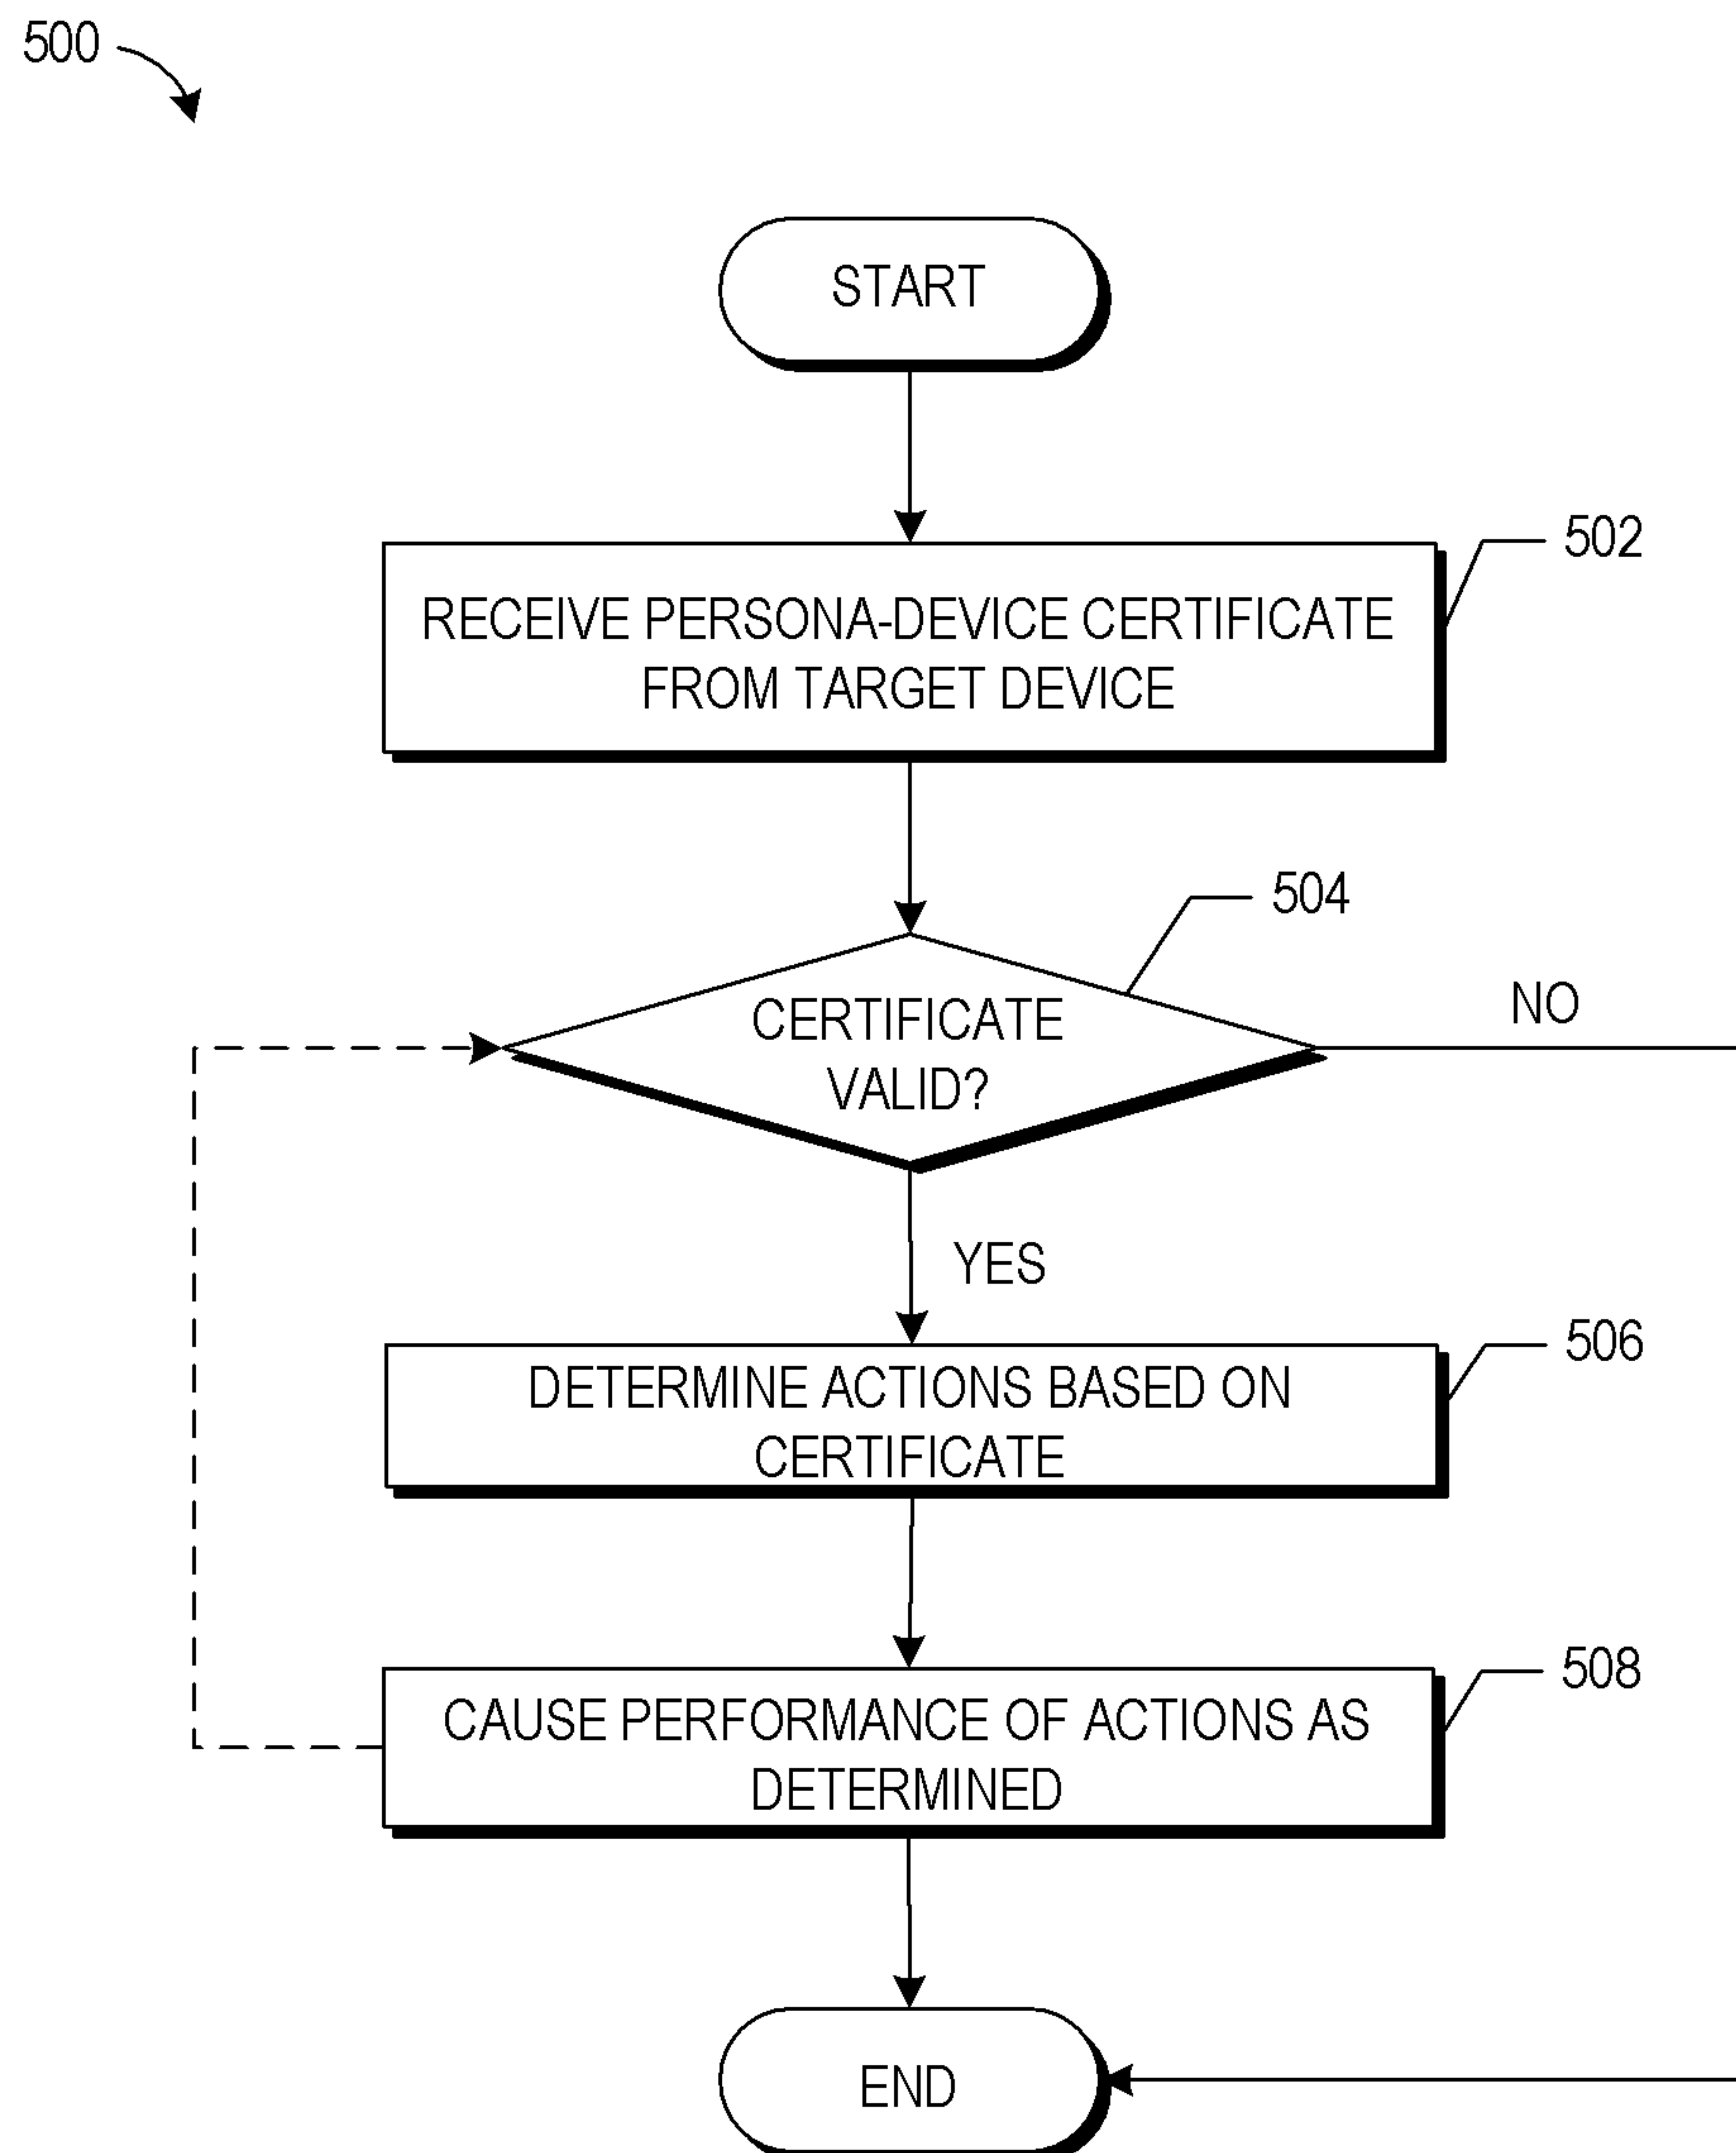 500
START
502
RECEIVE PERSONA-DEVICE CERTIFICATE
FROM TARGET DEVICE
504
CERTIFICATE
VALID?
NO
YES
506
DETERMINE ACTIONS BASED ON
CERTIFICATE
508
CAUSE PERFORMANCE OF ACTIONS AS
DETERMINED
END